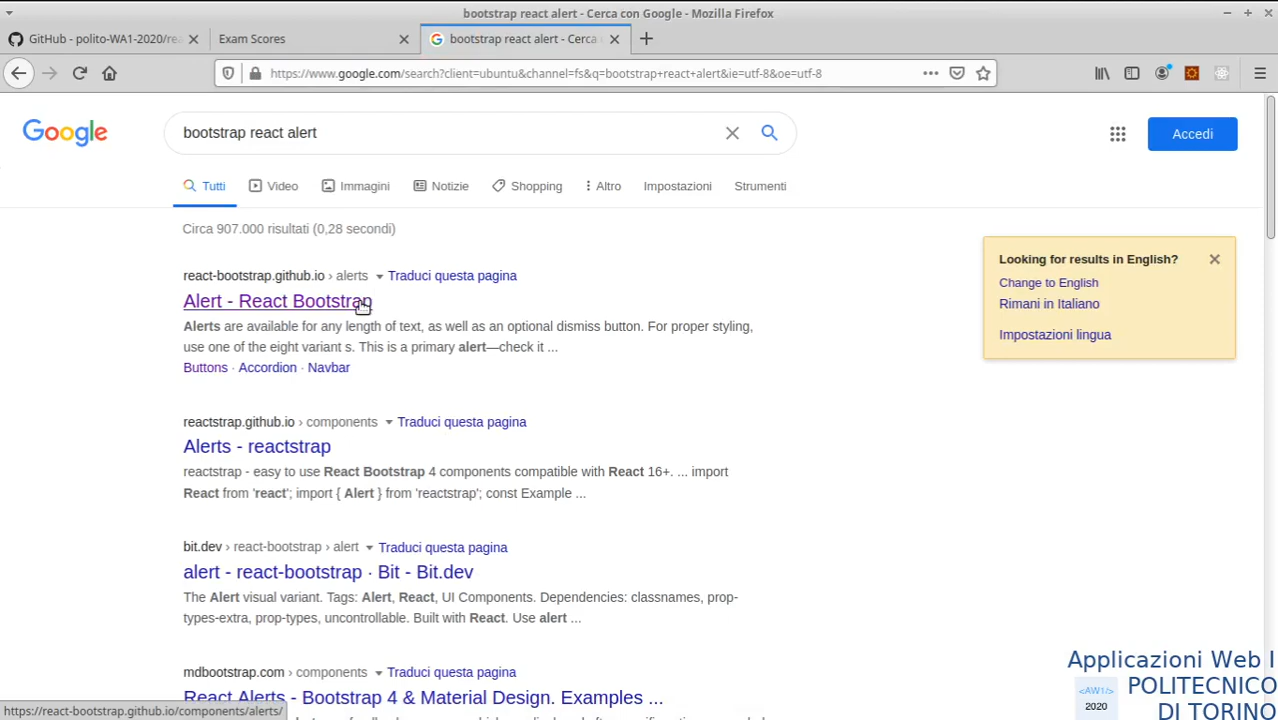 bootstrap react alert - Cerca con Google - Mozilla Firefox
GitHub - polito-WA1-2020/re
Exam Scores
bootstrap react alert - Cerca
https://www.google.com/search?client=ubuntu&channel=fs&q=bootstrap+react+alert&ie=utf-8&oe=utf-8
Google
bootstrap react alert
Accedi
Tutti
Video
Immagini
Notizie
Shopping
Altro
Impostazioni
Strumenti
Circa 907.000 risultati (0,28 secondi)
react-bootstrap.github.io › alerts
Traduci questa pagina
Alert - React Bootstrap
Alerts are available for any length of text, as well as an optional dismiss button. For proper styling,
use one of the eight variant s. This is a primary alert—check it ...
Buttons · Accordion · Navbar
Looking for results in English?
Change to English
Rimani in Italiano
Impostazioni lingua
reactstrap.github.io › components
Traduci questa pagina
Alerts - reactstrap
reactstrap - easy to use React Bootstrap 4 components compatible with React 16+. ... import
React from 'react'; import { Alert } from 'reactstrap'; const Example ...
bit.dev › react-bootstrap › alert
Traduci questa pagina
alert - react-bootstrap · Bit - Bit.dev
The Alert visual variant. Tags: Alert, React, UI Components. Dependencies: classnames, prop-
types-extra, prop-types, uncontrollable. Built with React. Use alert ...
mdbootstrap.com › components
Traduci questa pagina
React Alerts - Bootstrap 4 & Material Design. Examples ...
https://react-bootstrap.github.io/components/alerts/
Applicazioni Web I
POLITECNICO
DI TORINO
<AW1/>
2020